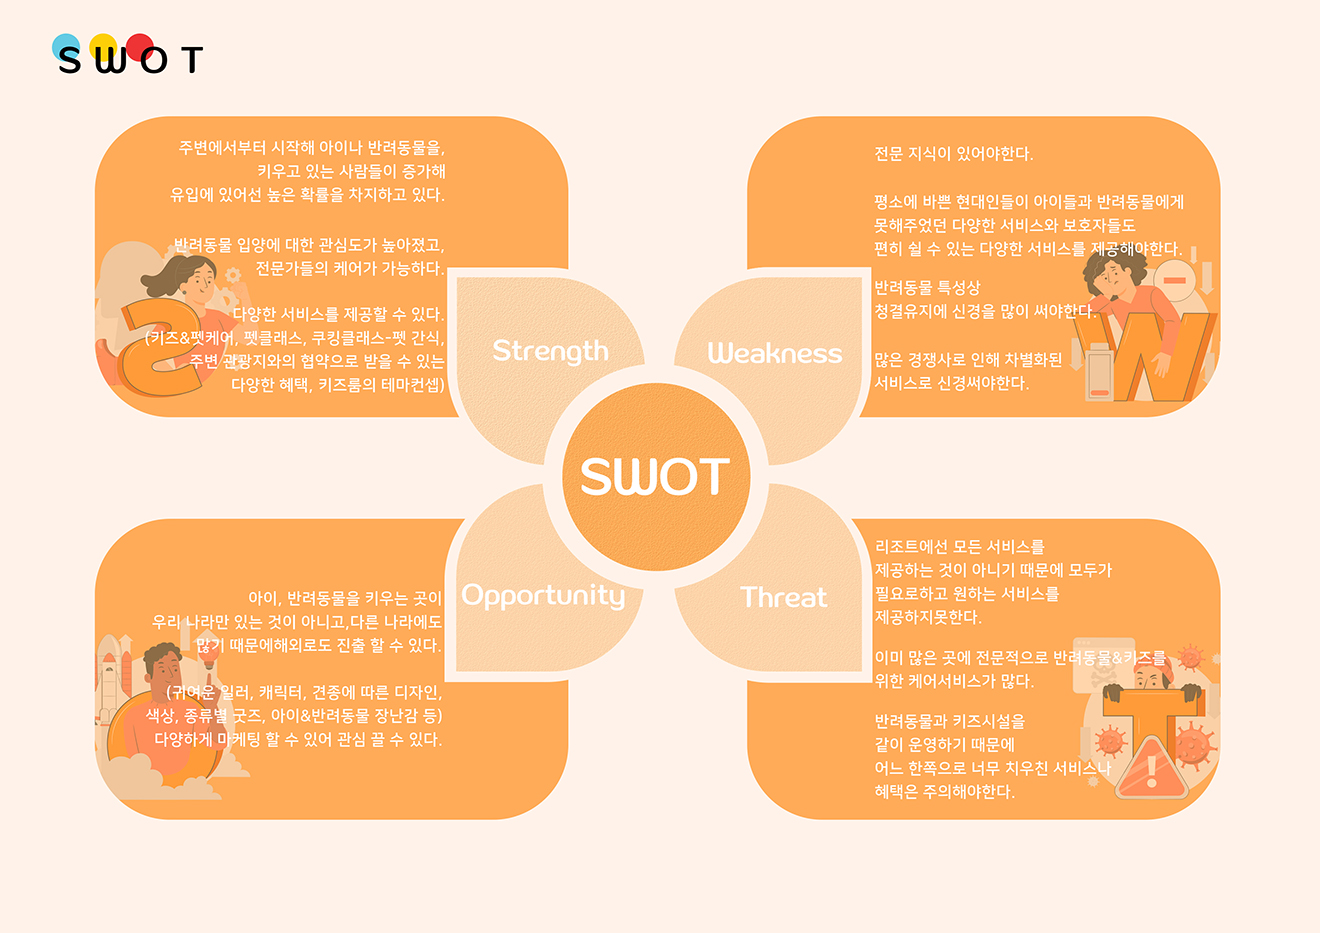 SWOT
주변에서부터 시작해 아이나 반려동물을,
키우고 있는 사람들이 증가해
유입에 있어선 높은 확률을 차지하고 있다.
반려동물 입양에 대한 관심도가 높아졌고,
전문가들의 케어가 가능하다.
다양한 서비스를 제공할 수 있다.
(키즈&펫케어, 펫클래스, 쿠킹클래스-펫 간식,
주변 관광지와의 협약으로 받을 수 있는
다양한 혜택, 키즈룸의 테마컨셉)
Strength
S
전문 지식이 있어야한다.
평소에 바쁜 현대인들이 아이들과 반려동물에게
못해주었던 다양한 서비스와 보호자들도
편히 쉴 수 있는 다양한 서비스를 제공해야한다.
반려동물 특성상
청결유지에 신경을 많이 써야한다.
많은 경쟁사로 인해 차별화된
서비스로 신경써야한다.
Weakness
W
SWOT
아이, 반려동물을 키우는 곳이
우리 나라만 있는 것이 아니고,다른 나라에도
많기 때문에해외로도 진출 할 수 있다.
(귀여운 일러, 캐릭터, 견종에 따른 디자인,
색상, 종류별 굿즈, 아이&반려동물 장난감 등)
다양하게 마케팅 할 수 있어 관심 끌 수 있다.
Opportunity
O
리조트에선 모든 서비스를
제공하는 것이 아니기 때문에 모두가
필요로하고 원하는 서비스를
제공하지못한다.
이미 많은 곳에 전문적으로 반려동물&키즈를
위한 케어서비스가 많다.
반려동물과 키즈시설을
같이 운영하기 때문에
어느 한쪽으로 너무 치우친 서비스나
혜택은 주의해야한다.
Threat
T
!